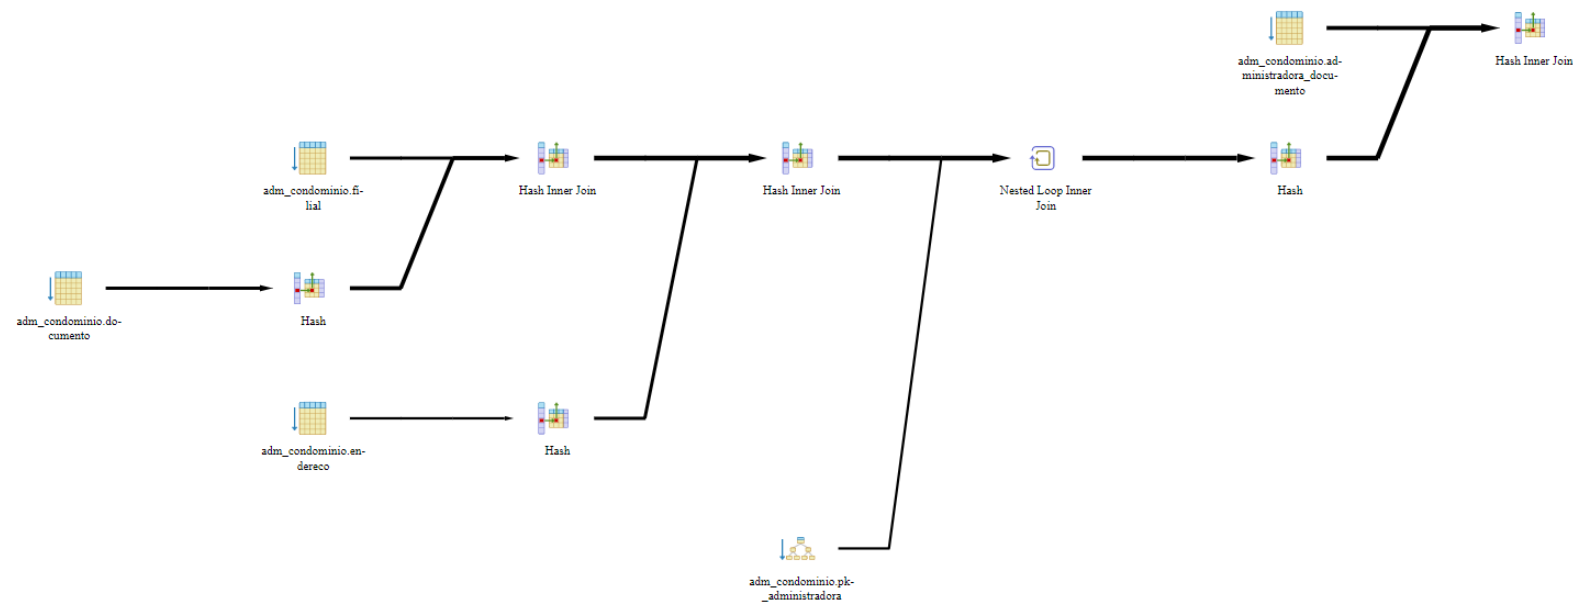 adm_condominio.ad-
ministradora_docu-
mento
Hash Inner Join
adm_condominio.fi-
lial
Hash Inner Join
Hash Inner Join
Nested Loop Inner
Join
Hash
adm_condominio.do-
cumento
Hash
adm_condominio.en-
dereco
Hash
adm_condominio.pk-
_administradora